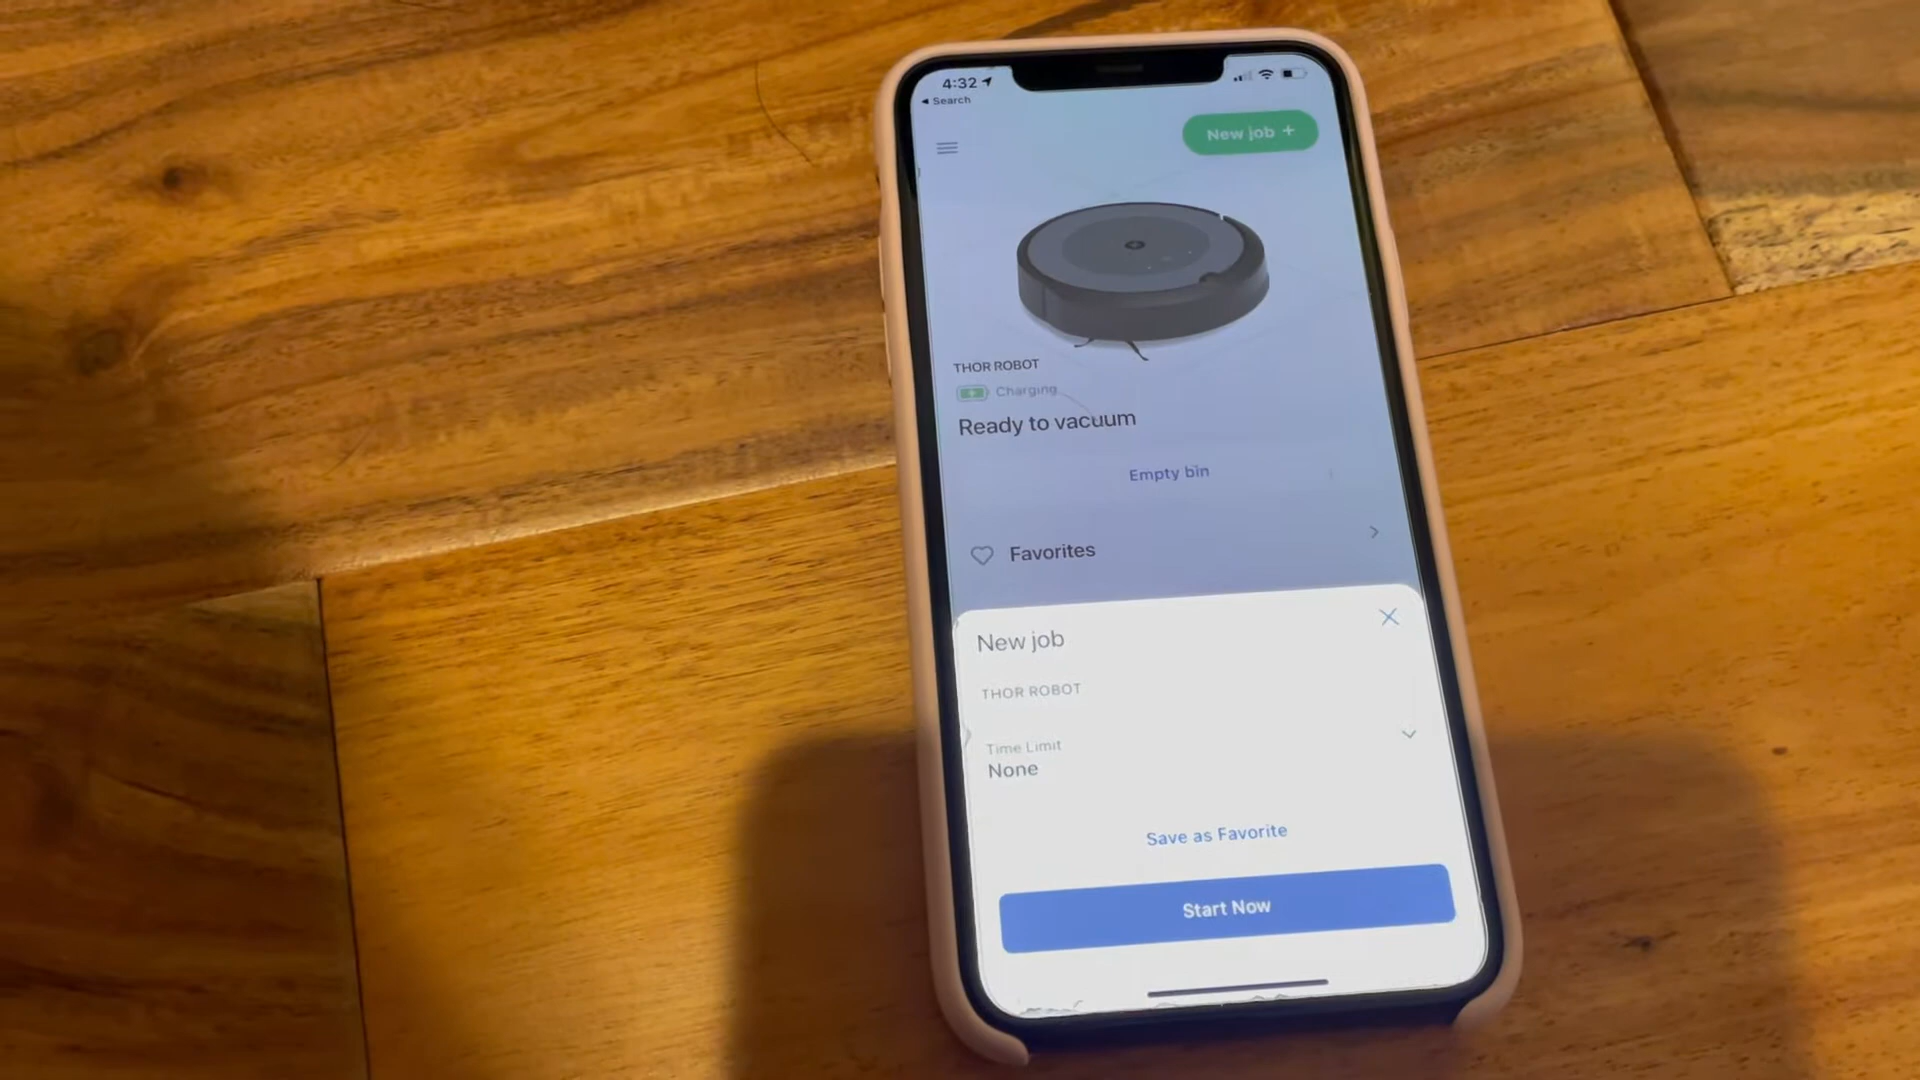 4:32
Search
New job +
THOR ROBOT
Charging
Ready to vacuum
Empty bin
Favorites
New job
THOR ROBOT
Time Limit
None
Save as Favorite
Start Now